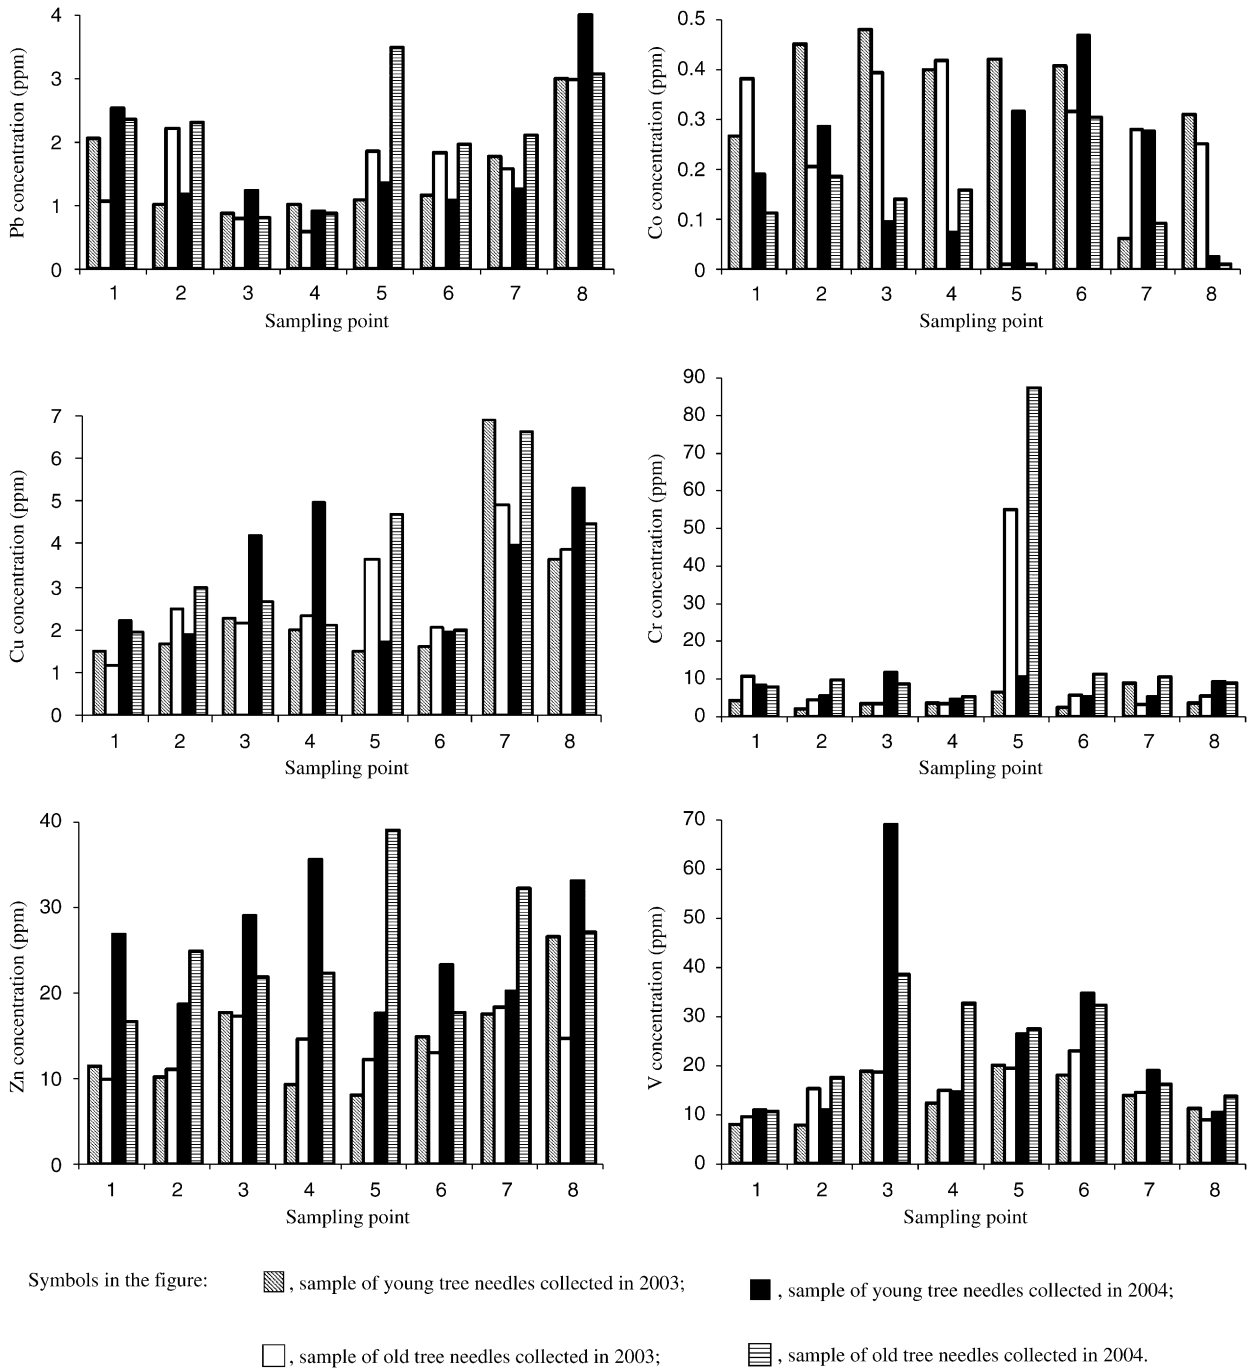 Pb concentration (ppm)
4
3
2
1
0
1 2 3 4 5 6 7 8
Sampling point
Co concentration (ppm)
0.5
0.4
0.3
0.2
0.1
0
1 2 3 4 5 6 7 8
Sampling point
Cu concentration (ppm)
7
6
5
4
3
2
1
0
1 2 3 4 5 6 7 8
Sampling point
Cr concentration (ppm)
90
80
70
60
50
40
30
20
10
0
1 2 3 4 5 6 7 8
Sampling point
Zn concentration (ppm)
40
30
20
10
0
1 2 3 4 5 6 7 8
Sampling point
V concentration (ppm)
70
60
50
40
30
20
10
0
1 2 3 4 5 6 7 8
Sampling point
Symbols in the figure:
, sample of young tree needles collected in 2003;
, sample of young tree needles collected in 2004;
, sample of old tree needles collected in 2003;
, sample of old tree needles collected in 2004.